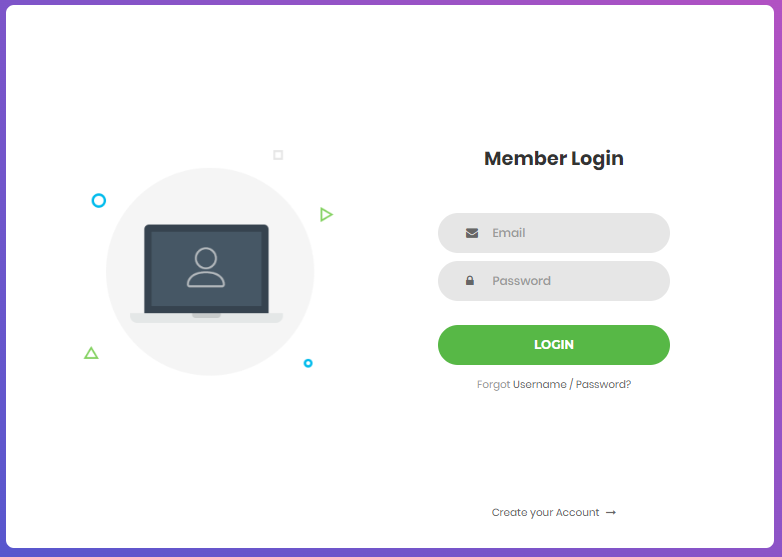 Member Login
Email
Password
LOGIN
Forgot Username / Password?
Create your Account →